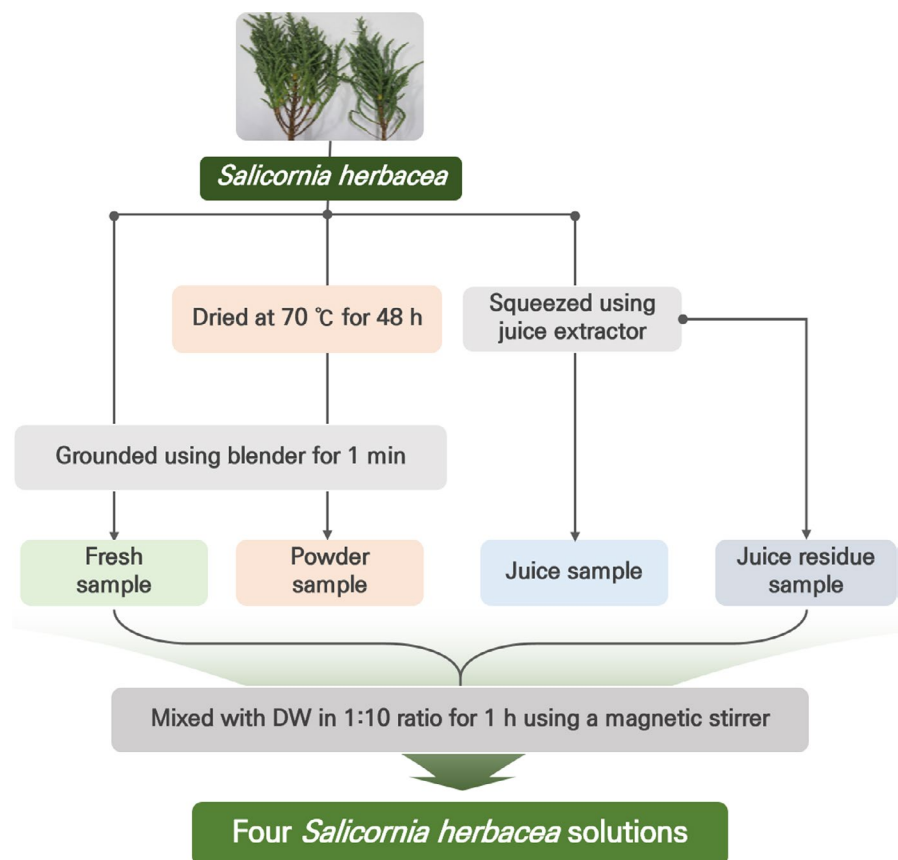 Salicornia herbacea
Dried at 70 ℃ for 48 h
Squeezed using
juice extractor
Grounded using blender for 1 min
Fresh
sample
Powder
sample
Juice sample
Juice residue
sample
Mixed with DW in 1:10 ratio for 1 h using a magnetic stirrer
Four Salicornia herbacea solutions